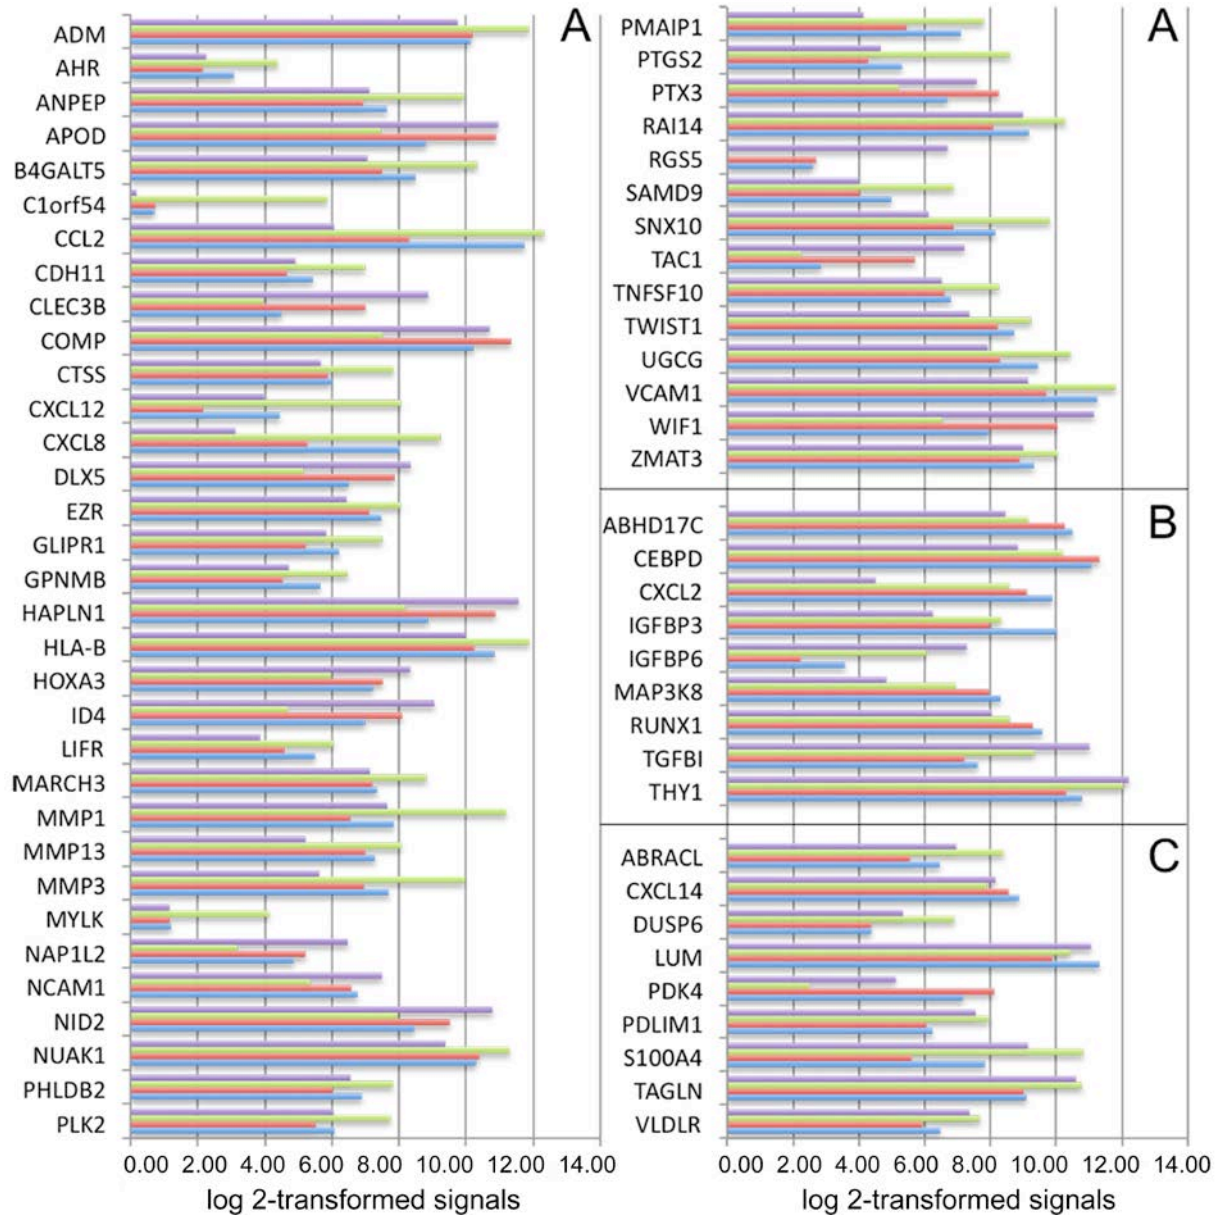 A
ADM
AHR
ANPEP
APOD
B4GALT5
C1orf54
CCL2
CDH11
CLEC3B
COMP
CTSS
CXCL12
CXCL8
DLX5
EZR
GLIPR1
GPNMB
HAPLN1
HLA-B
HOXA3
ID4
LIFR
MARCH3
MMP1
MMP13
MMP3
MYLK
NAP1L2
NCAM1
NID2
NUAK1
PHLDB2
PLK2
0.00 2.00 4.00 6.00 8.00 10.00 12.00 14.00
log 2-transformed signals
A
PMAIP1
PTGS2
PTX3
RAI14
RGS5
SAMD9
SNX10
TAC1
TNFSF10
TWIST1
UGCG
VCAM1
WIF1
ZMAT3
B
ABHD17C
CEBPD
CXCL2
IGFBP3
IGFBP6
MAP3K8
RUNX1
TGFBI
THY1
C
ABRACL
CXCL14
DUSP6
LUM
PDK4
PDLIM1
S100A4
TAGLN
VLDLR
0.00 2.00 4.00 6.00 8.00 10.00 12.00 14.00
log 2-transformed signals